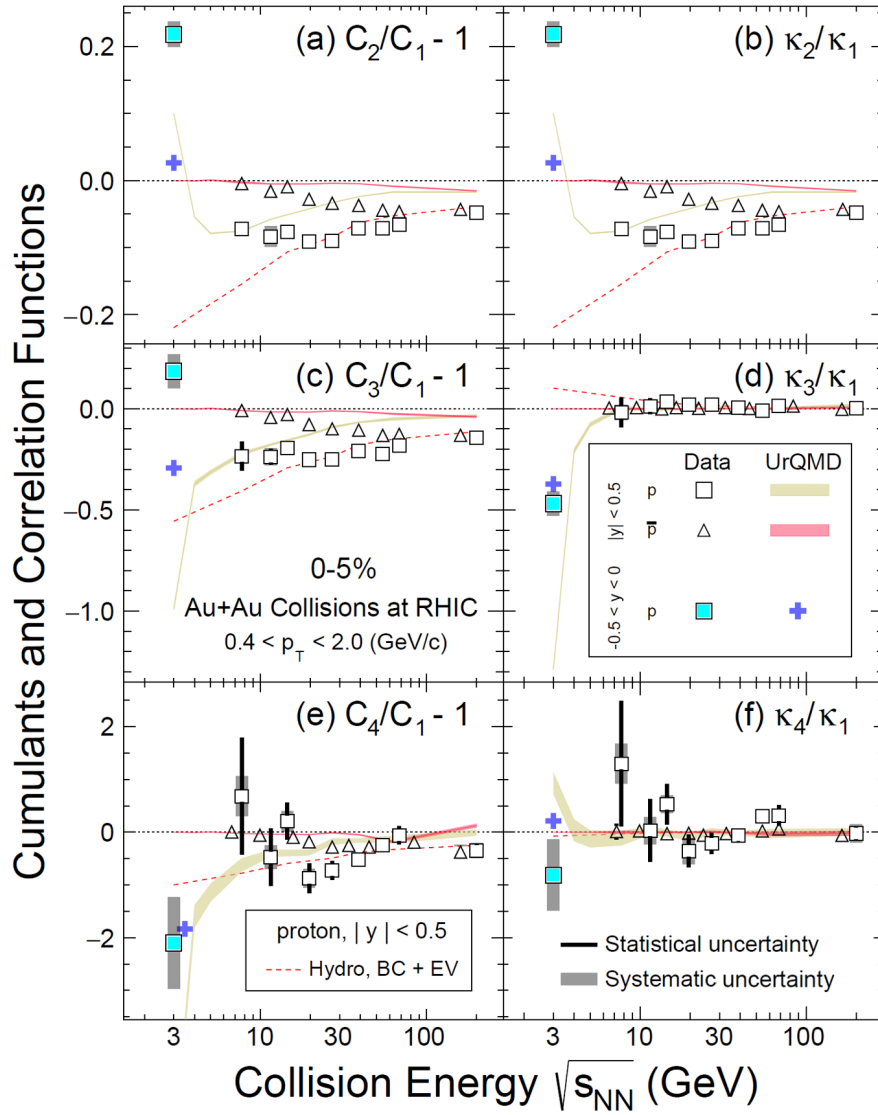 Cumulants and Correlation Functions
(a) C₂/C₁ - 1
(b) κ₂/κ₁
0.2
0.0
−0.2
(c) C₃/C₁ - 1
(d) κ₃/κ₁
0.0
−0.5
−1.0
0-5%
Au+Au Collisions at RHIC
0.4 < p_T < 2.0 (GeV/c)
Data UrQMD
|y| < 0.5
p
p̅
-0.5 < y < 0
p
(e) C₄/C₁ - 1
(f) κ₄/κ₁
2
0
−2
proton, | y | < 0.5
Hydro, BC + EV
Statistical uncertainty
Systematic uncertainty
3 10 30 100
3 10 30 100
Collision Energy √s_NN (GeV)